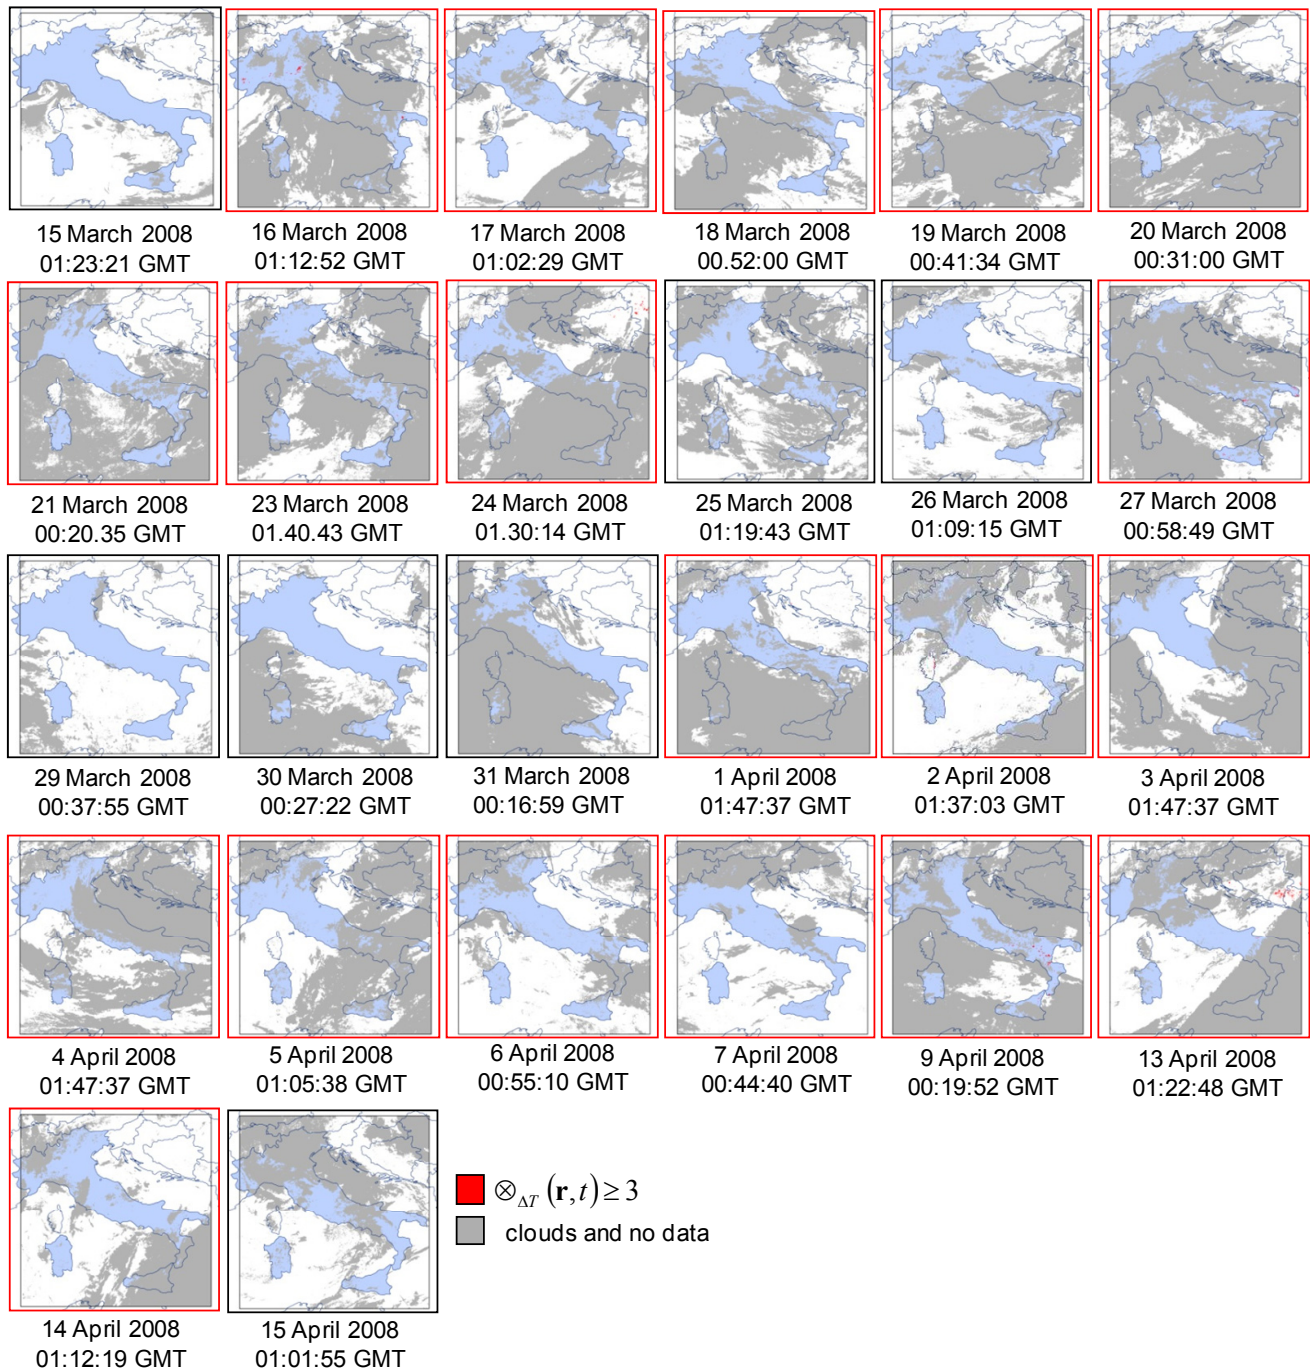 15 March 2008
01:23:21 GMT
16 March 2008
01:12:52 GMT
17 March 2008
01:02:29 GMT
18 March 2008
00.52:00 GMT
19 March 2008
00:41:34 GMT
20 March 2008
00:31:00 GMT
21 March 2008
00:20.35 GMT
23 March 2008
01.40.43 GMT
24 March 2008
01.30:14 GMT
25 March 2008
01:19:43 GMT
26 March 2008
01:09:15 GMT
27 March 2008
00:58:49 GMT
29 March 2008
00:37:55 GMT
30 March 2008
00:27:22 GMT
31 March 2008
00:16:59 GMT
1 April 2008
01:47:37 GMT
2 April 2008
01:37:03 GMT
3 April 2008
01:47:37 GMT
4 April 2008
01:47:37 GMT
5 April 2008
01:05:38 GMT
6 April 2008
00:55:10 GMT
7 April 2008
00:44:40 GMT
9 April 2008
00:19:52 GMT
13 April 2008
01:22:48 GMT
14 April 2008
01:12:19 GMT
15 April 2008
01:01:55 GMT
⊗ΔT (r,t) ≥ 3
clouds and no data